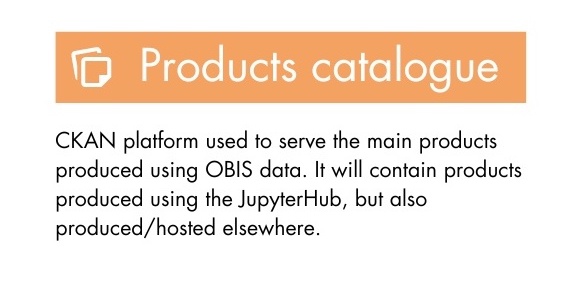 Products catalogue
CKAN platform used to serve the main products
produced using OBIS data. It will contain products
produced using the JupyterHub, but also
produced/hosted elsewhere.